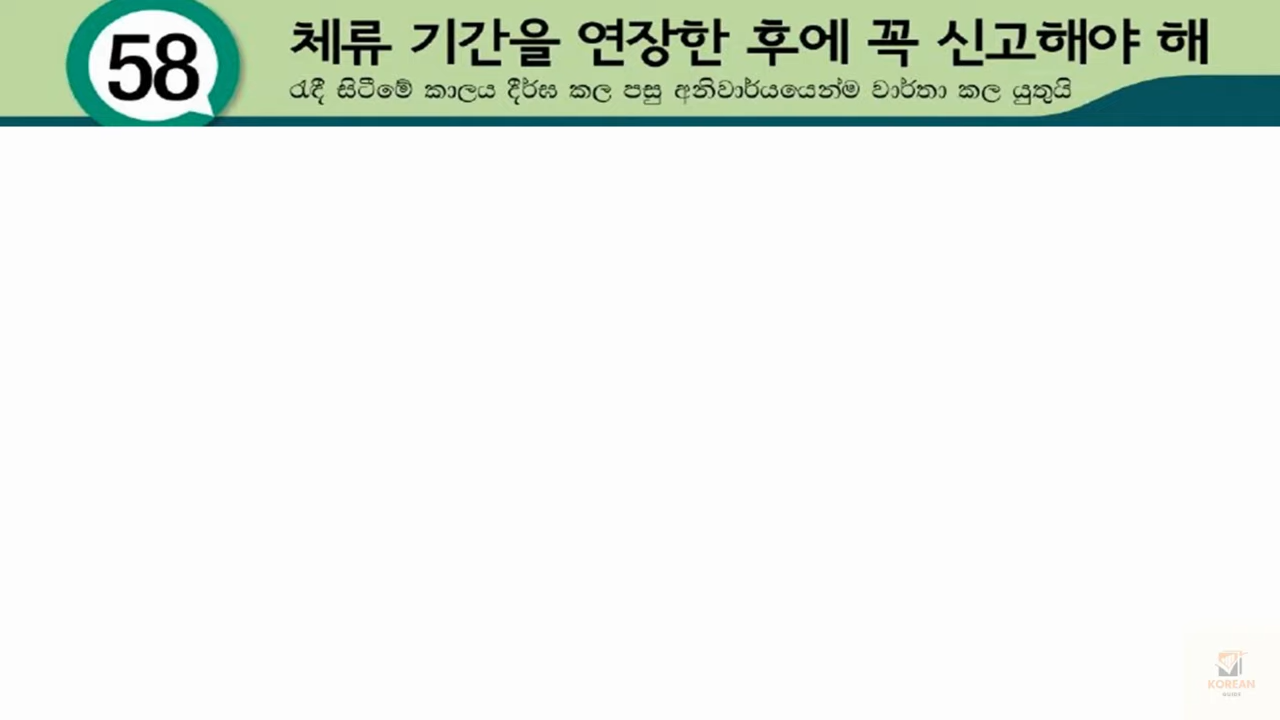 58
체류 기간을 연장한 후에 꼭 신고해야 해
රැඳී සිටීමේ කාලය දීර්ඝ කල පසු අනිවාර්යයෙන්ම වාර්තා කල යුතුයි
KOREAN
GUIDE